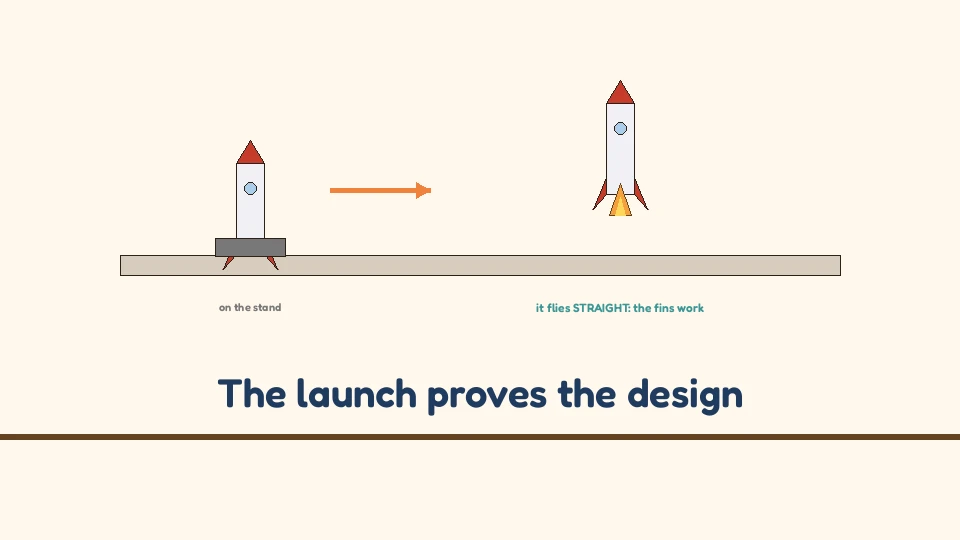 on the stand
it flies STRAIGHT: the fins work
The launch proves the design